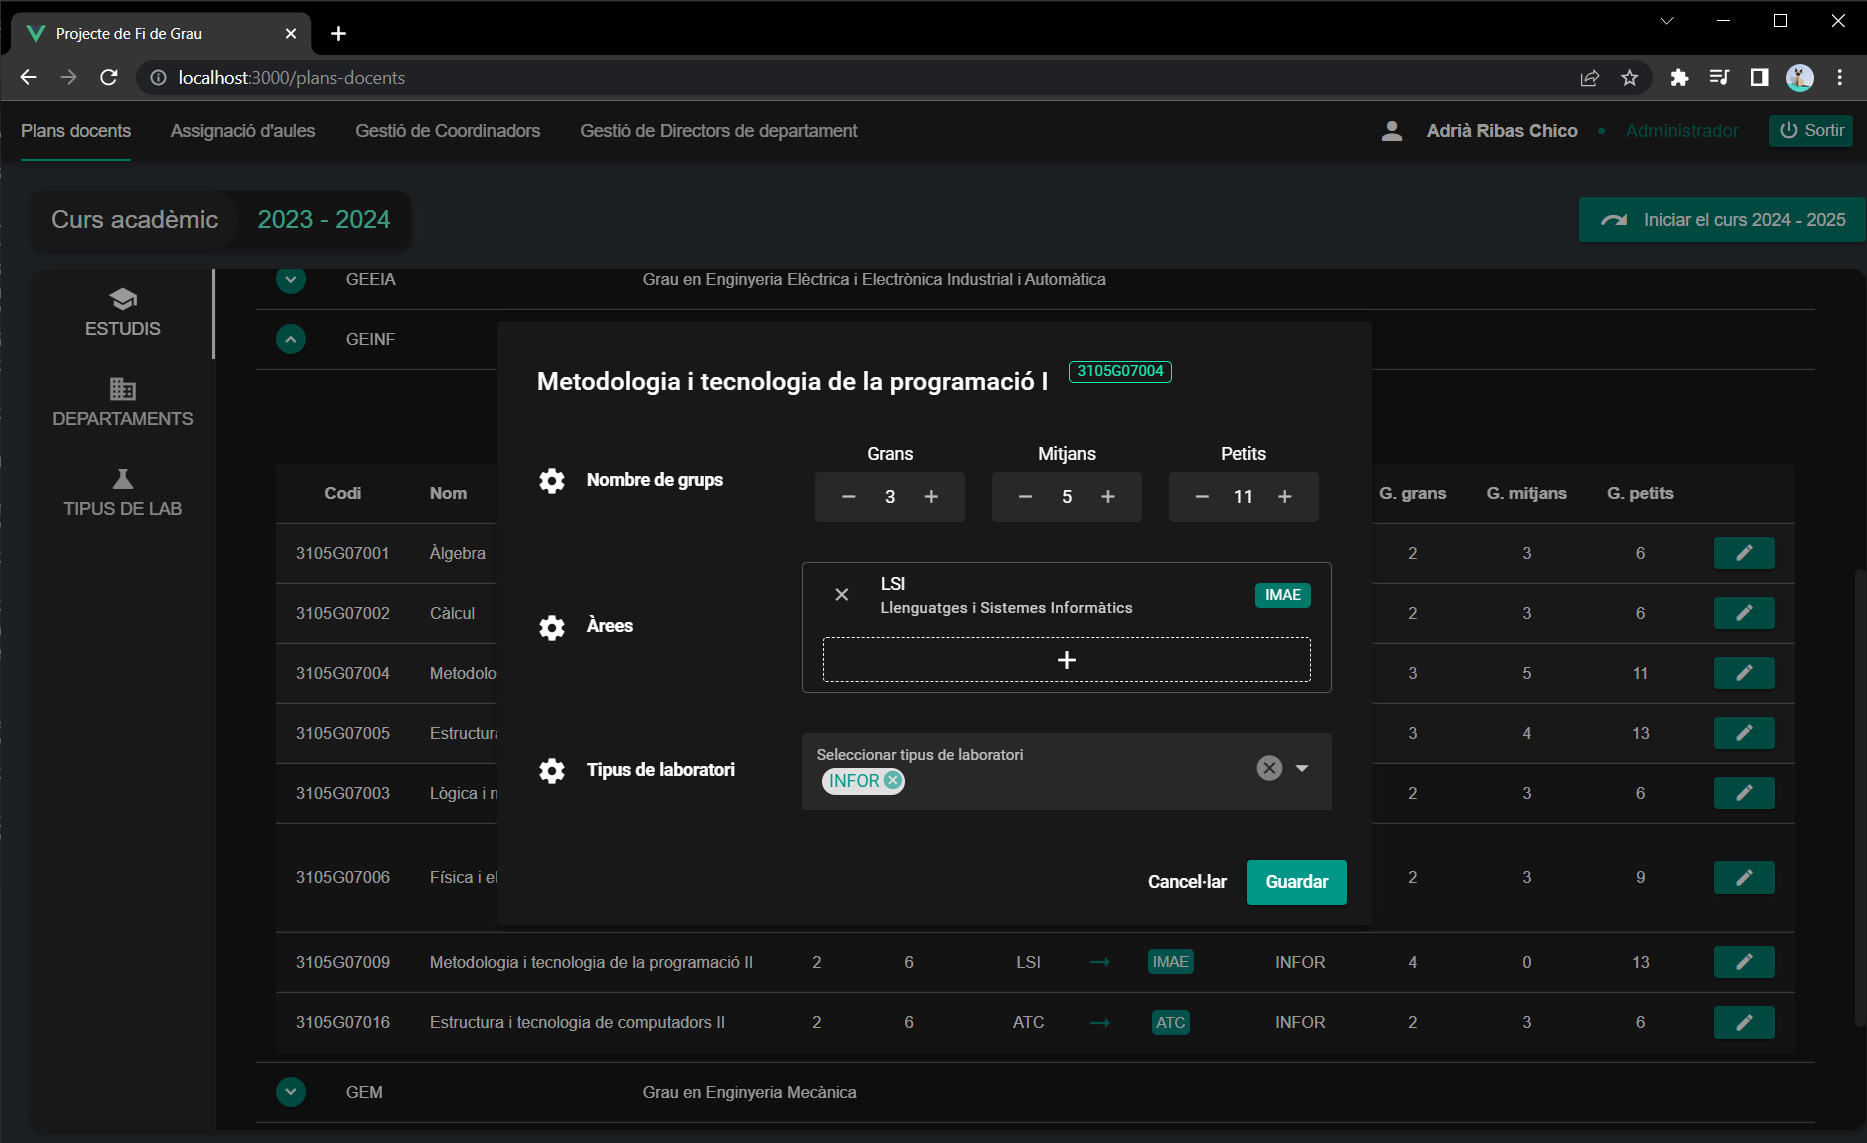 Projecte de Fi de Grau
localhost:3000/plans-docents
Plans docents Assignació d'aules Gestió de Coordinadors Gestió de Directors de departament Adrià Ribas Chico • Administrador Sortir
Curs acadèmic 2023 - 2024 Iniciar el curs 2024 - 2025
ESTUDIS
DEPARTAMENTS
TIPUS DE LAB
GEEIA Grau en Enginyeria Elèctrica i Electrònica Industrial i Automàtica
GEINF
Metodologia i tecnologia de la programació I 3105G07004
Grans Mitjans Petits
Nombre de grups − 3 + − 5 + − 11 +
LSI
Llenguatges i Sistemes Informàtics IMAE
Àrees
+
Tipus de laboratori
Seleccionar tipus de laboratori
INFOR
Cancel·lar Guardar
Codi Nom G. grans G. mitjans G. petits
3105G07001 Àlgebra 2 3 6
3105G07002 Càlcul 2 3 6
3105G07004 Metodolo 3 5 11
3105G07005 Estructur 3 4 13
3105G07003 Lògica i 2 3 6
3105G07006 Física i el 2 3 9
3105G07009 Metodologia i tecnologia de la programació II 2 6 LSI → IMAE INFOR 4 0 13
3105G07016 Estructura i tecnologia de computadors II 2 6 ATC → ATC INFOR 2 3 6
GEM Grau en Enginyeria Mecànica